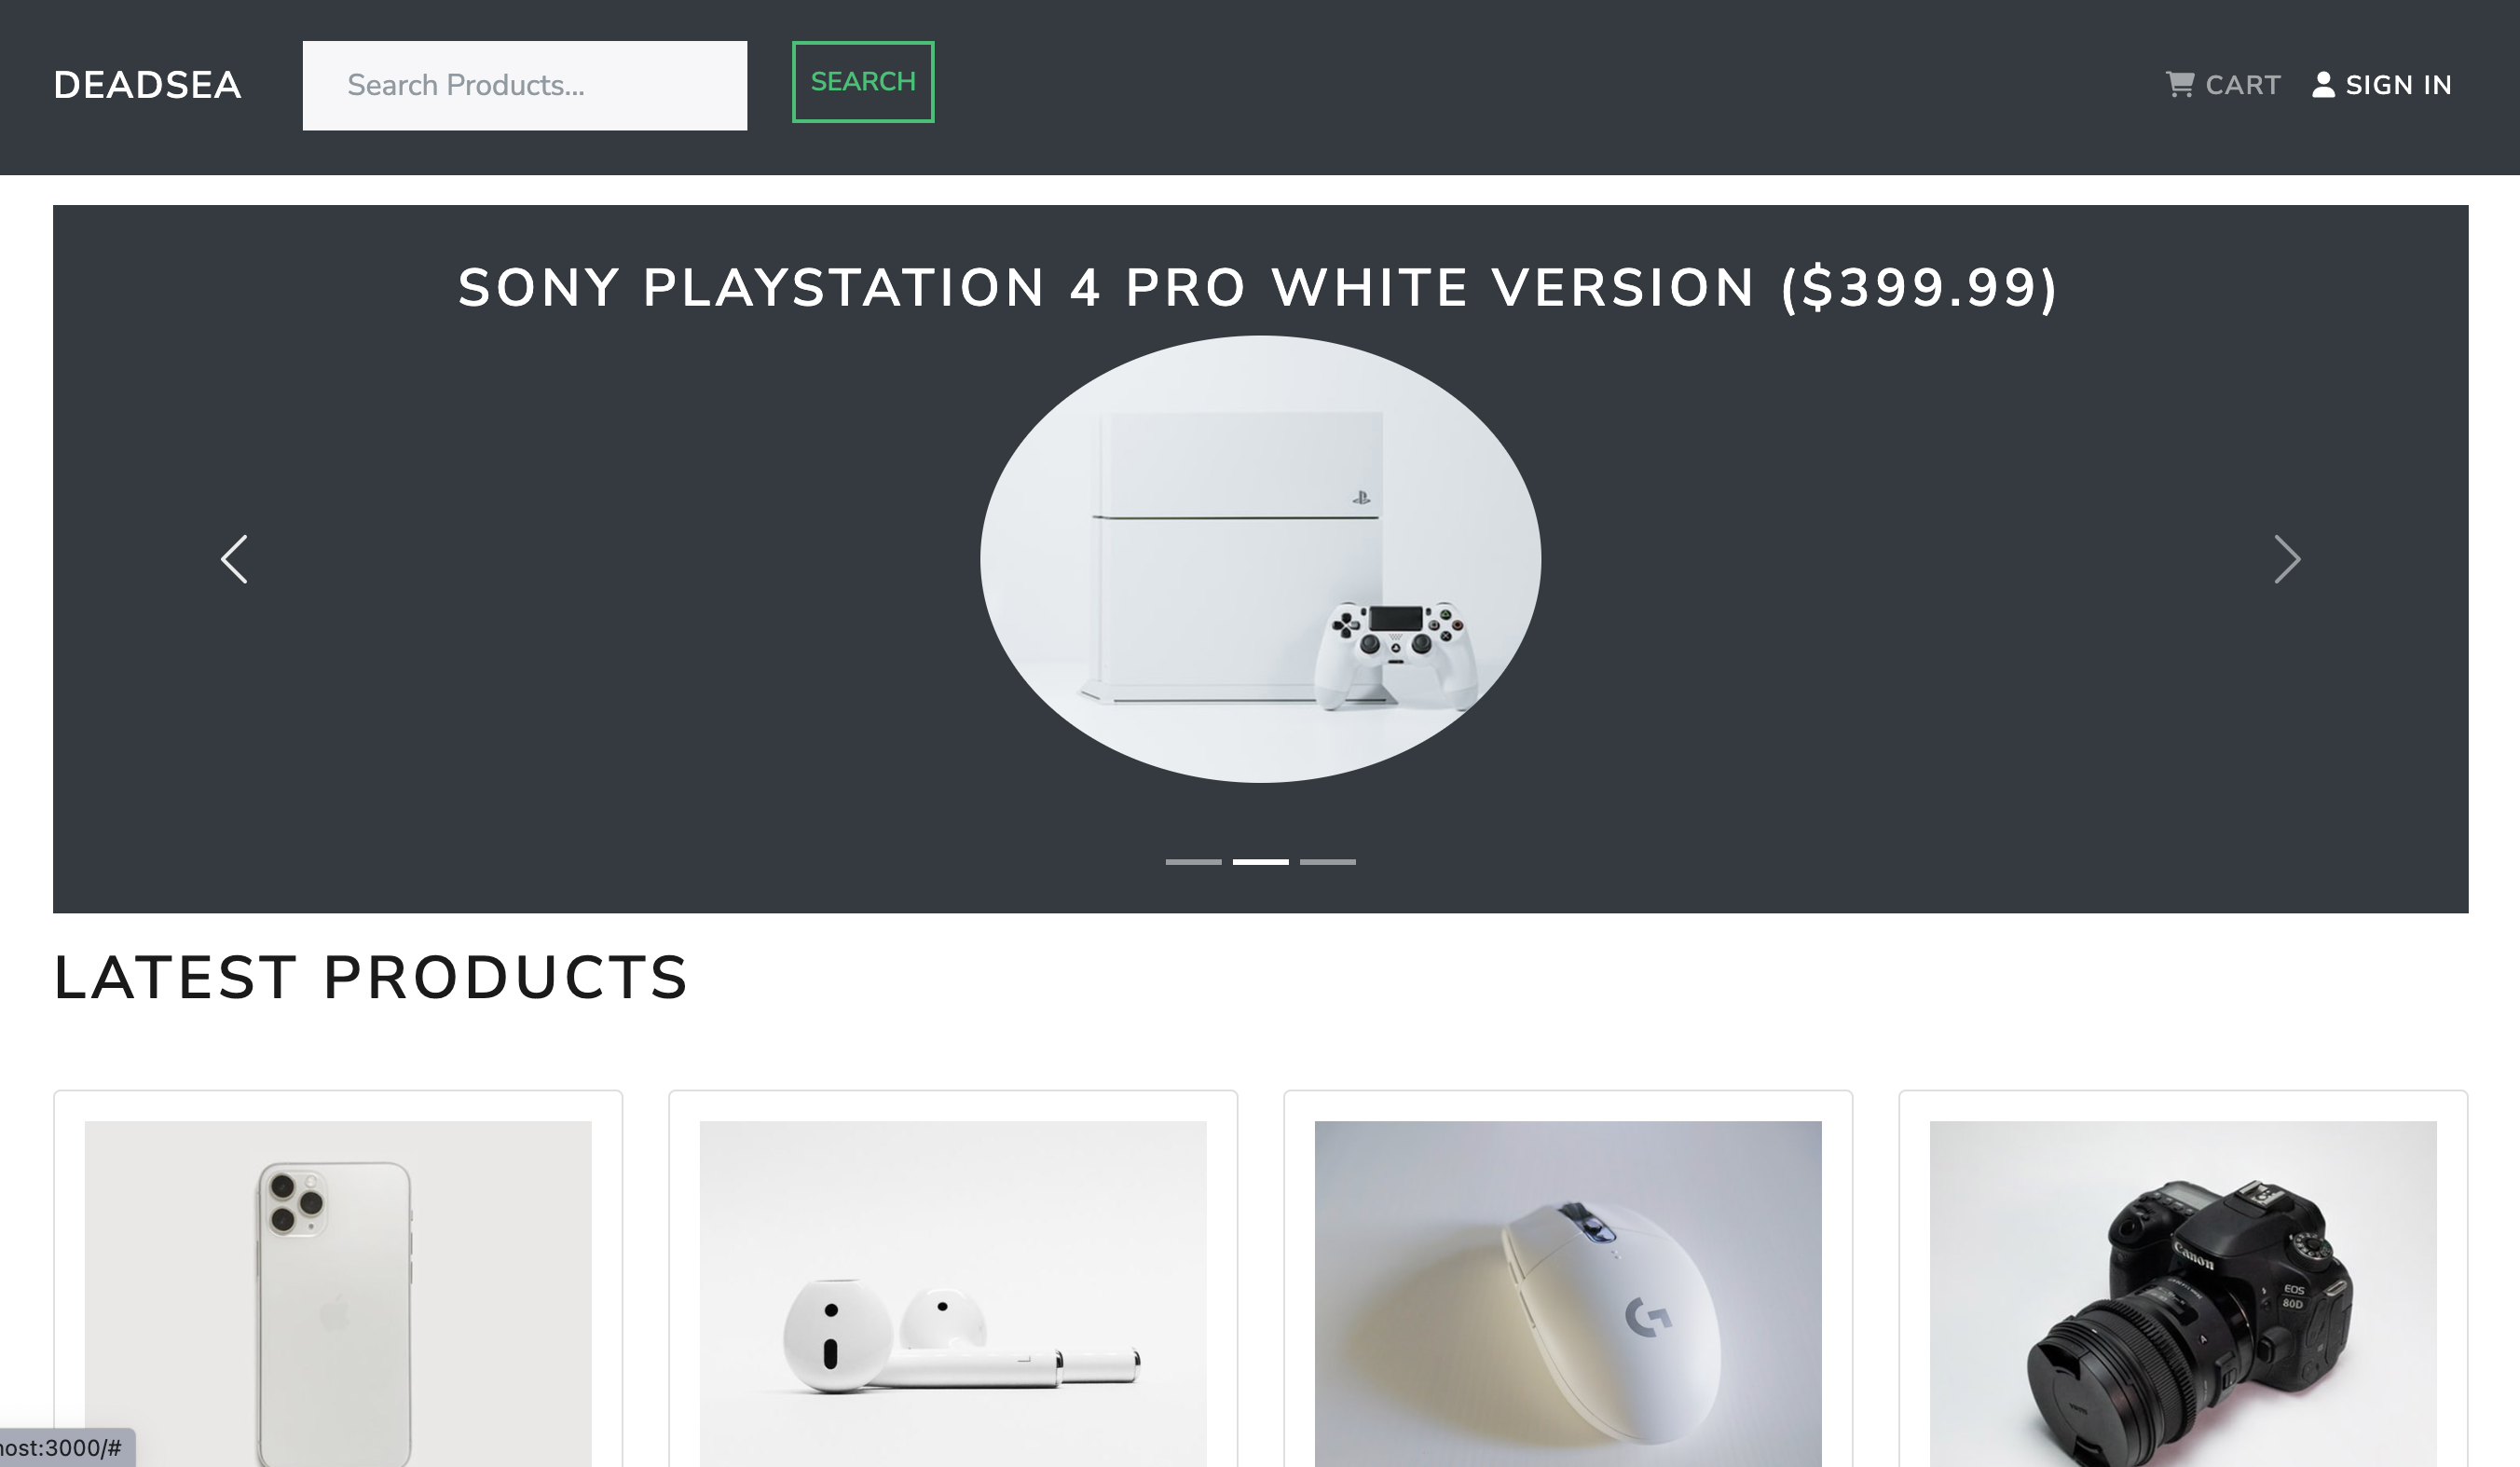 DEADSEA
Search Products...
SEARCH
CART
SIGN IN
SONY PLAYSTATION 4 PRO WHITE VERSION ($399.99)
LATEST PRODUCTS
Canon
EOS
80D
A
ost:3000/#